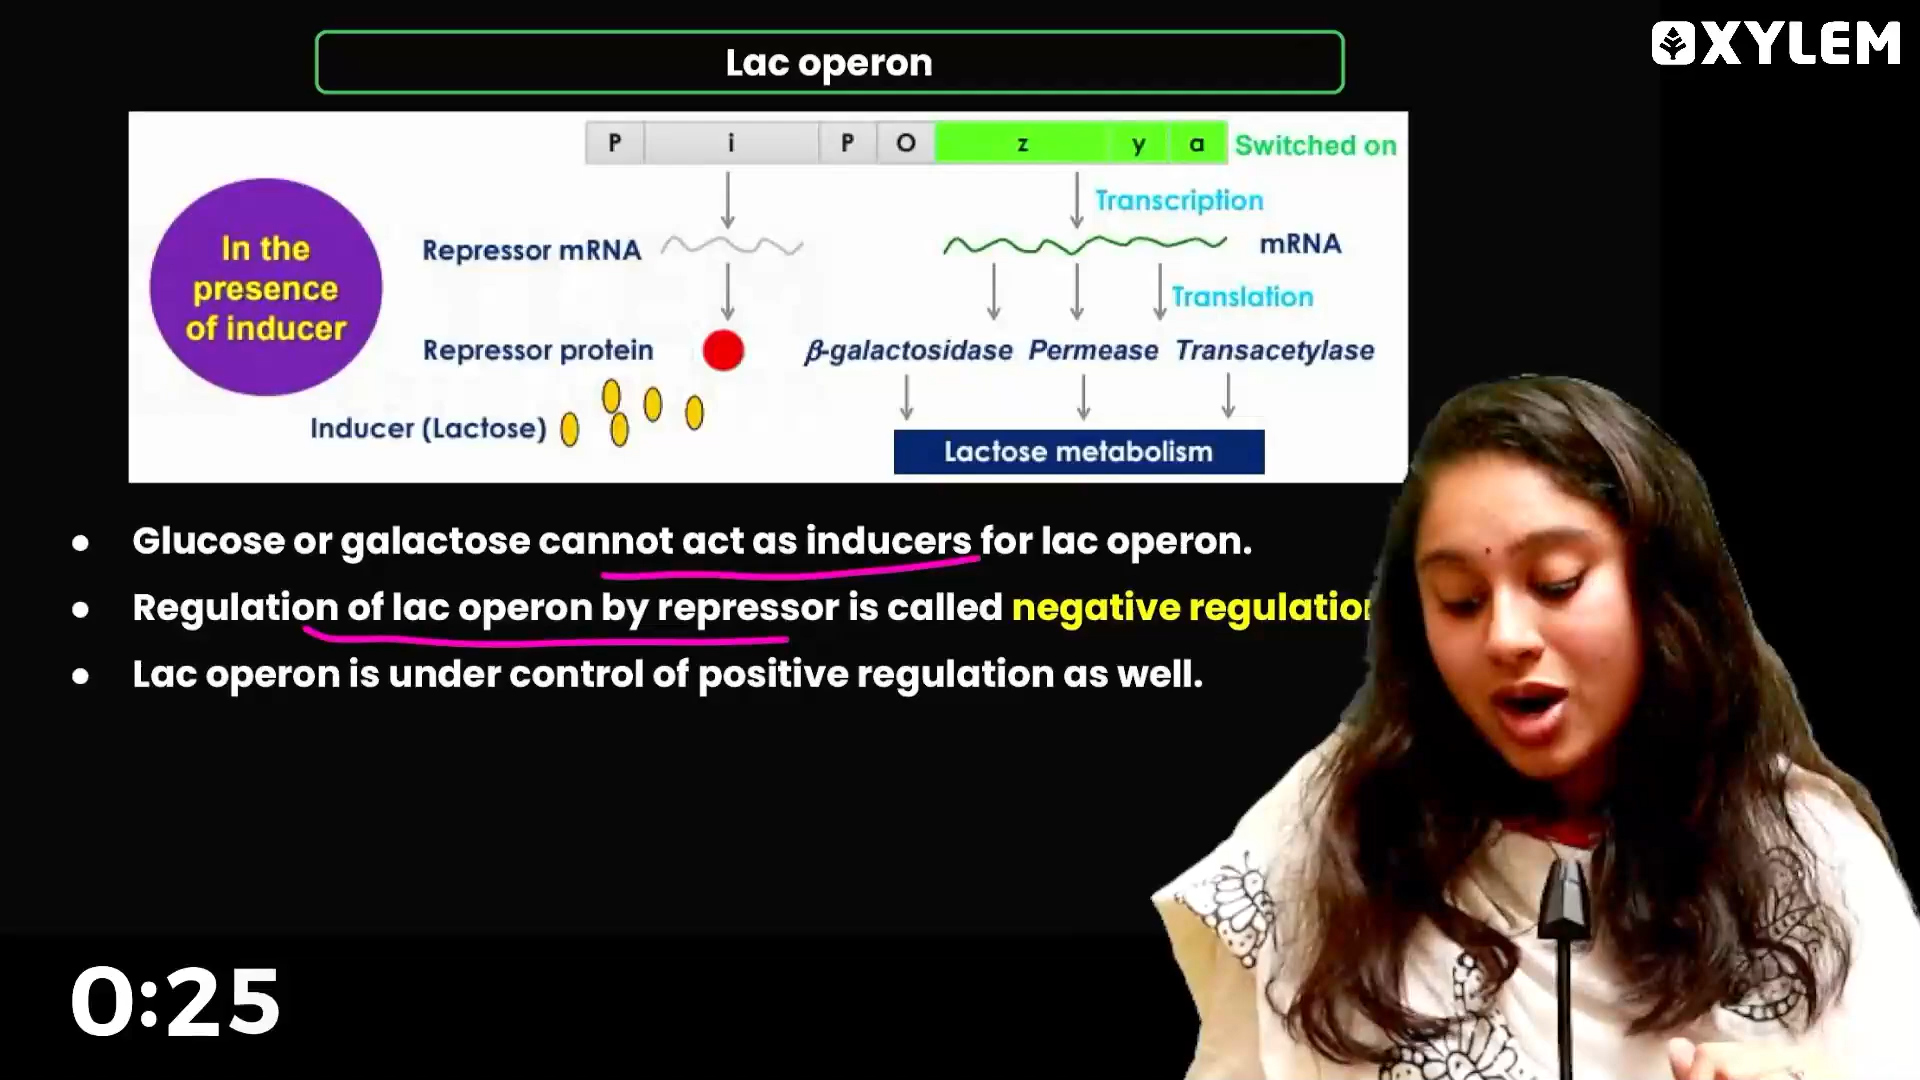 XYLEM
Lac operon
P i P O z y a Switched on
Transcription
In the
presence
of inducer
Repressor mRNA
mRNA
Translation
Repressor protein
β-galactosidase Permease Transacetylase
Inducer (Lactose)
Lactose metabolism
• Glucose or galactose cannot act as inducers for lac operon.
• Regulation of lac operon by repressor is called negative regulation
• Lac operon is under control of positive regulation as well.
0:25